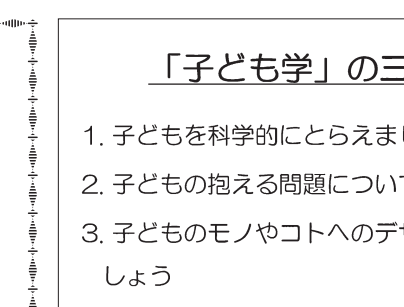 「子ども学」の三
1. 子どもを科学的にとらえまし
2. 子どもの抱える問題につい
3. 子どものモノやコトへのデ
しょう